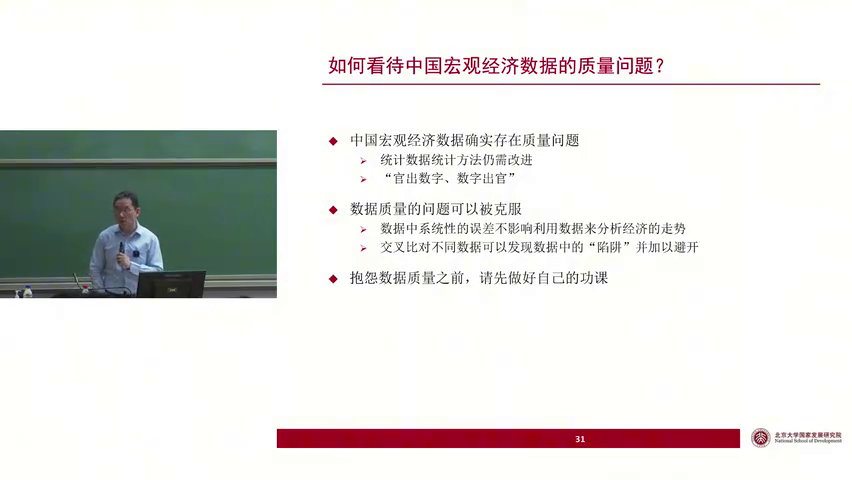 如何看待中国宏观经济数据的质量问题？
中国宏观经济数据确实存在质量问题
统计数据统计方法仍需改进
“官出数字、数字出官”
数据质量的问题可以被克服
数据中系统性的误差不影响利用数据来分析经济的走势
交叉比对不同数据可以发现数据中的“陷阱”并加以避开
抱怨数据质量之前，请先做好自己的功课
31
北京大学国家发展研究院
National School of Development